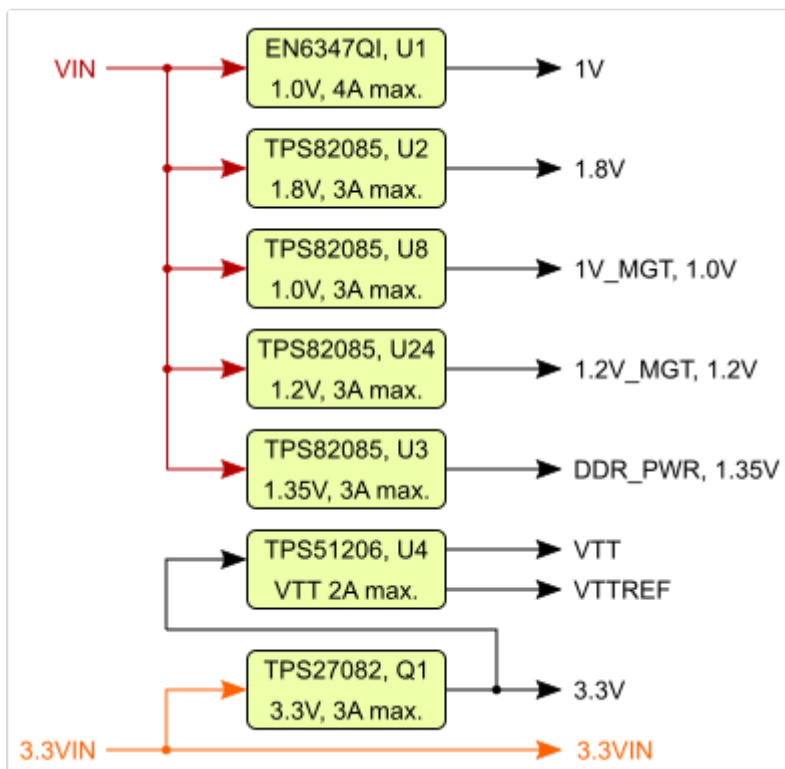 VIN
EN6347QI, U1
1.0V, 4A max.
1V
TPS82085, U2
1.8V, 3A max.
1.8V
TPS82085, U8
1.0V, 3A max.
1V_MGT, 1.0V
TPS82085, U24
1.2V, 3A max.
1.2V_MGT, 1.2V
TPS82085, U3
1.35V, 3A max.
DDR_PWR, 1.35V
TPS51206, U4
VTT 2A max.
VTT
VTTREF
TPS27082, Q1
3.3V, 3A max.
3.3V
3.3VIN
3.3VIN